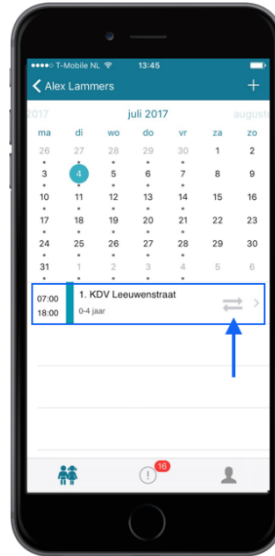 T-Mobile NL 13:45
Alex Lammers +
2017 juli 2017 august
ma di wo do vr za zo
26 27 28 29 30 1 2
3 4 5 6 7 8 9
10 11 12 13 14 15 16
17 18 19 20 21 22 23
24 25 26 27 28 29 30
31 1 2 3 4 5 6
07:00 1. KDV Leeuwenstraat
18:00 0-4 jaar
16